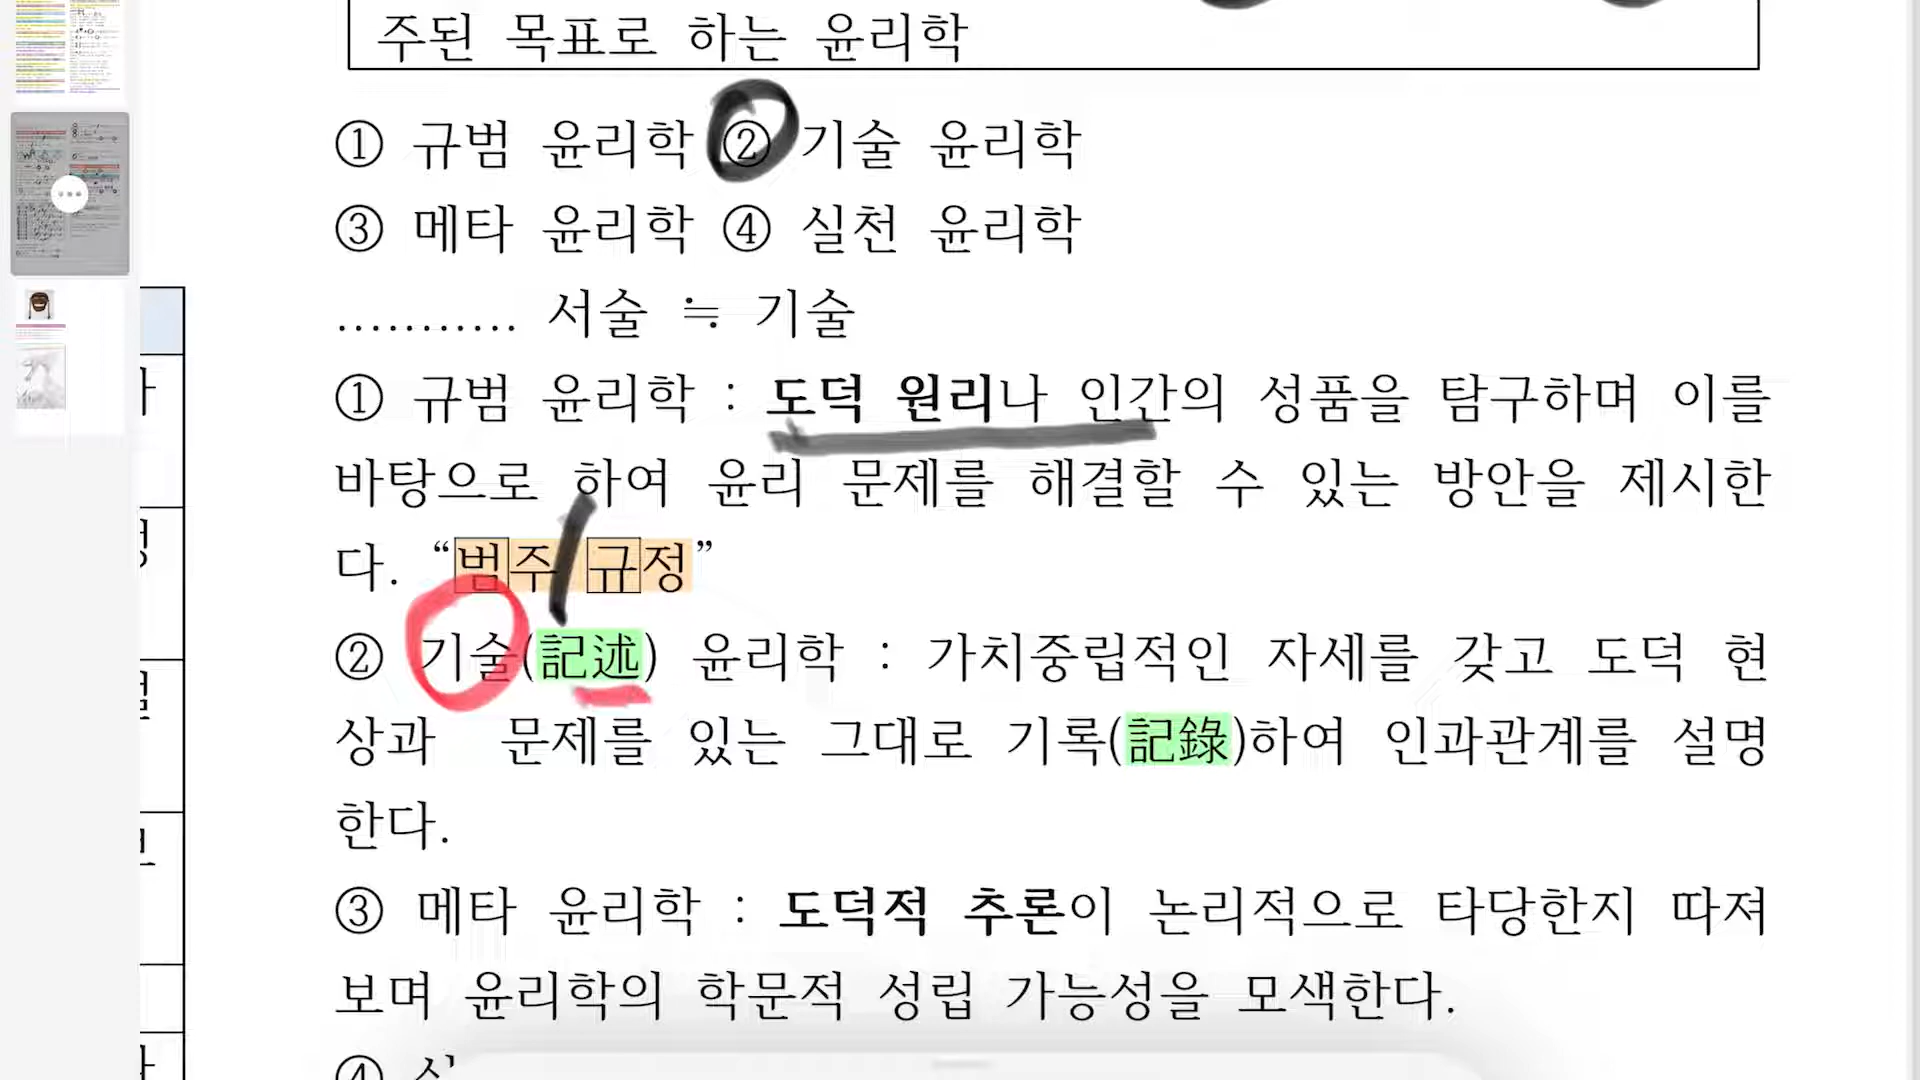 주된 목표로 하는 윤리학
① 규범 윤리학 ② 기술 윤리학
③ 메타 윤리학 ④ 실천 윤리학
........... 서술 ≒ 기술
① 규범 윤리학 : 도덕 원리나 인간의 성품을 탐구하며 이를
바탕으로 하여 윤리 문제를 해결할 수 있는 방안을 제시한
다. “범주 규정”
② 기술(記述) 윤리학 : 가치중립적인 자세를 갖고 도덕 현
상과 문제를 있는 그대로 기록(記錄)하여 인과관계를 설명
한다.
③ 메타 윤리학 : 도덕적 추론이 논리적으로 타당한지 따져
보며 윤리학의 학문적 성립 가능성을 모색한다.
④